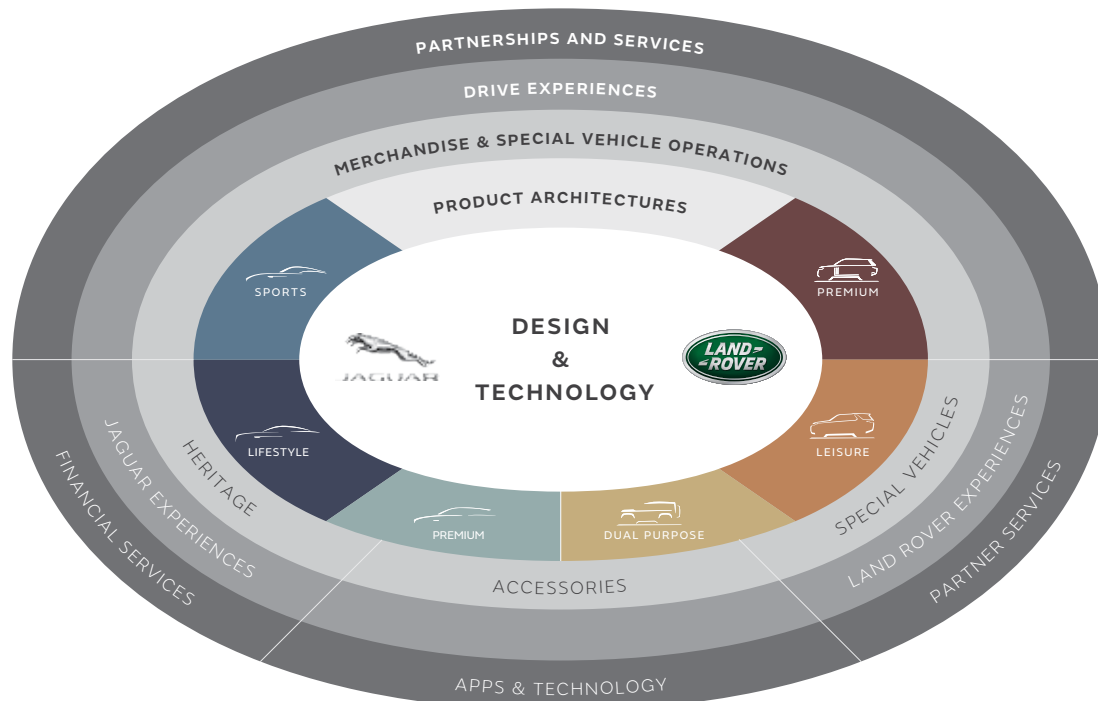 PARTNERSHIPS AND SERVICES
DRIVE EXPERIENCES
MERCHANDISE & SPECIAL VEHICLE OPERATIONS
PRODUCT ARCHITECTURES
SPORTS
PREMIUM
DESIGN
&
TECHNOLOGY
JAGUAR
LAND-
-ROVER
LIFESTYLE
LEISURE
PREMIUM
DUAL PURPOSE
HERITAGE
ACCESSORIES
SPECIAL VEHICLES
JAGUAR EXPERIENCES
LAND ROVER EXPERIENCES
FINANCIAL SERVICES
APPS & TECHNOLOGY
PARTNER SERVICES